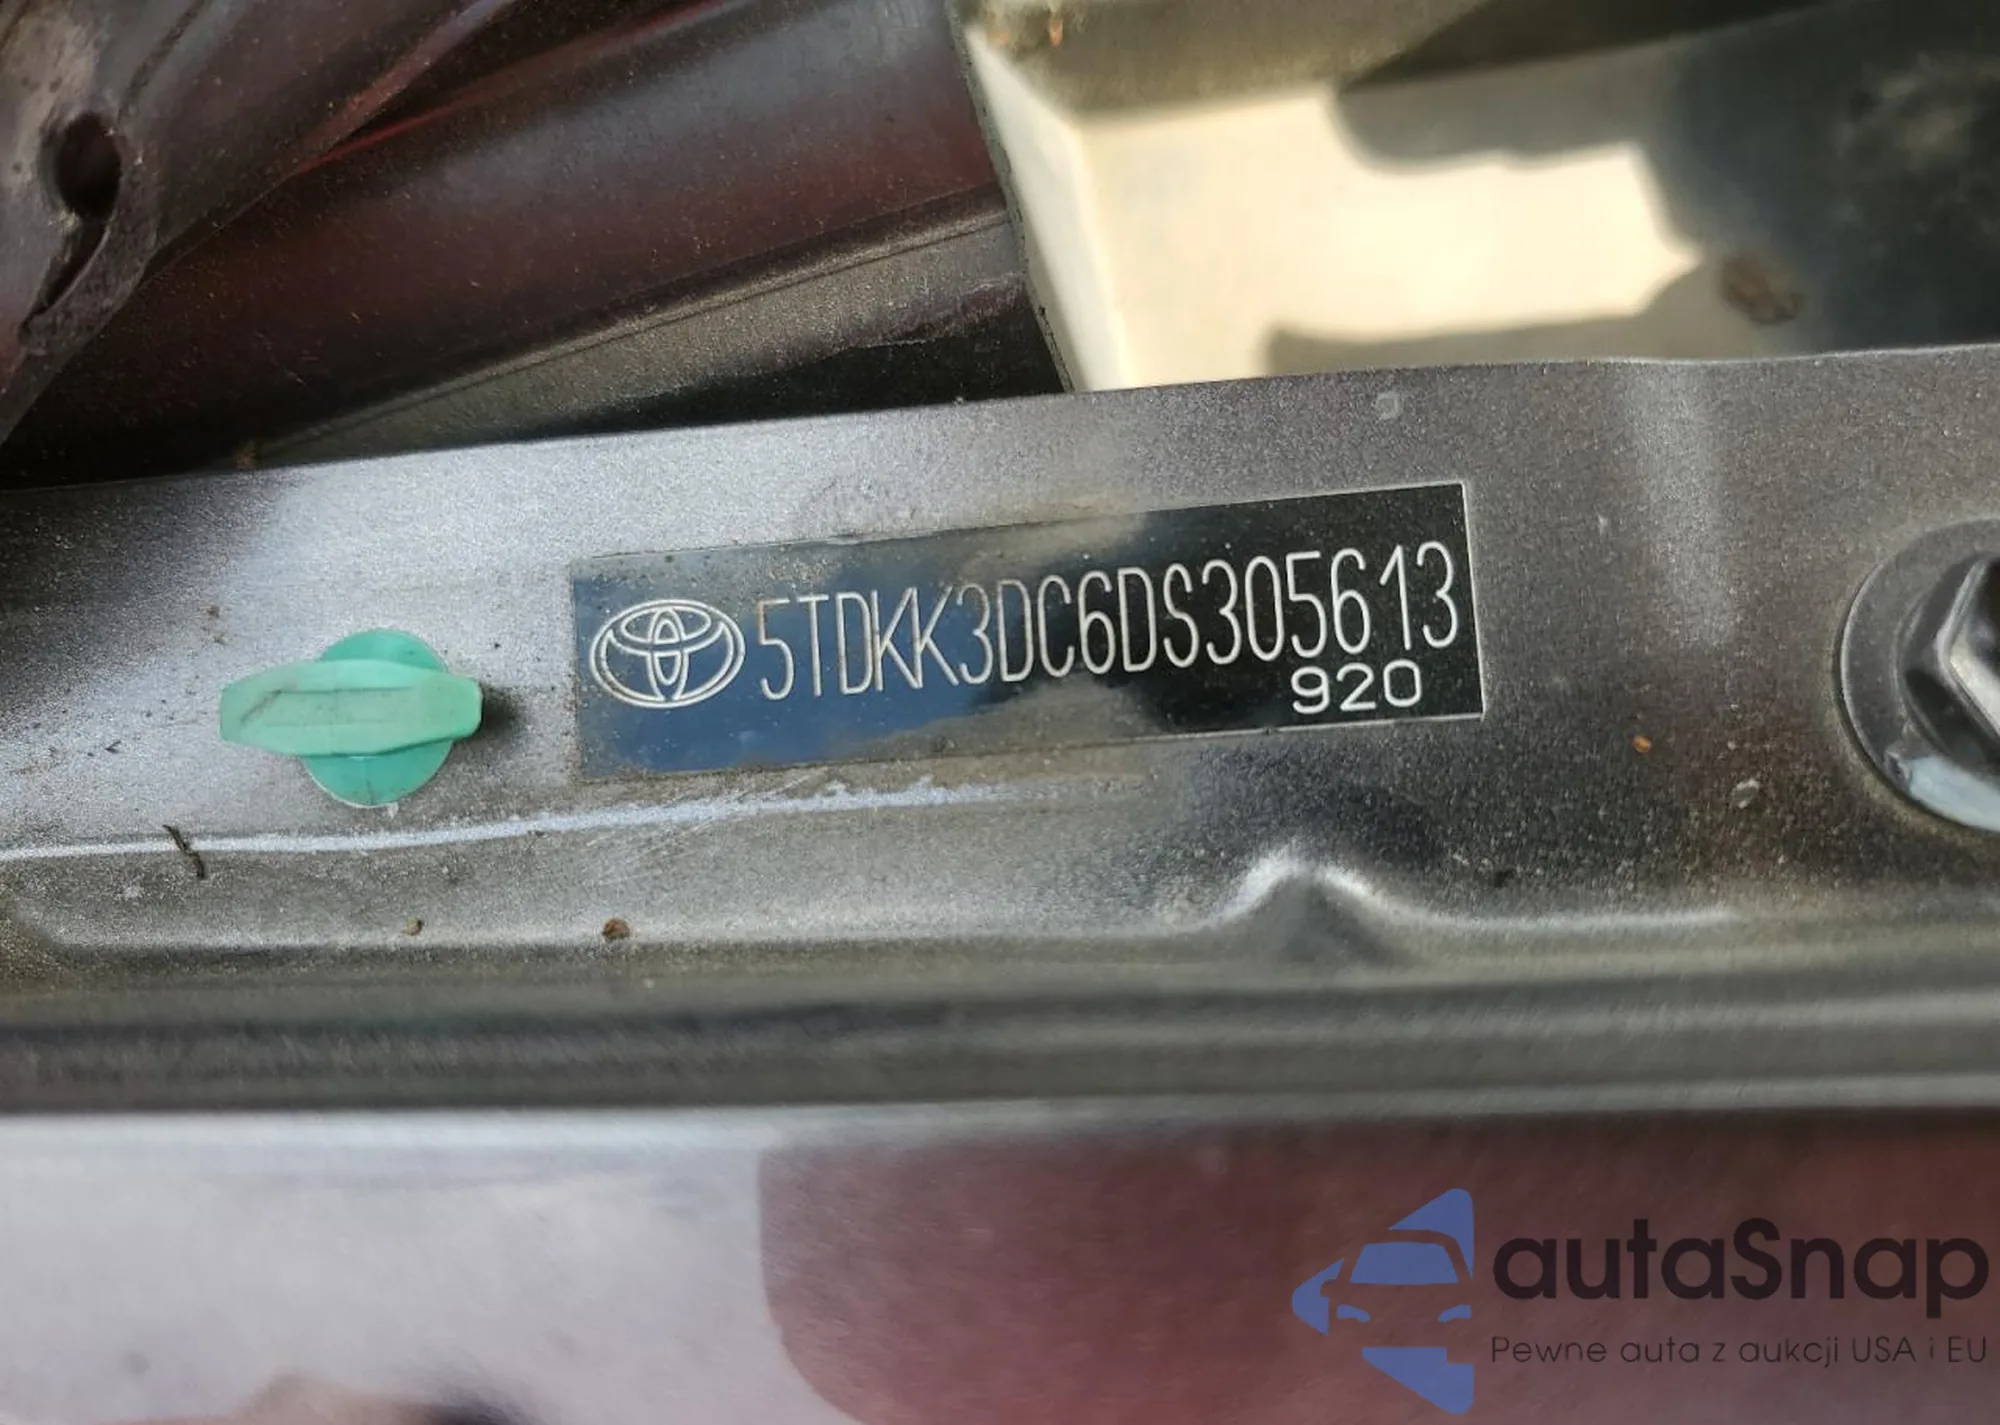 5TDKK3DC6DS305613
920
autaSnap
Pewne auta z aukcji USA i EU